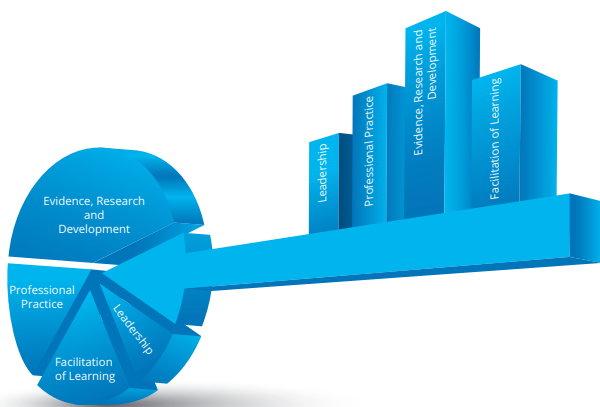 Leadership
Professional Practice
Evidence, Research and
Development
Facilitation of Learning
Evidence, Research
and
Development
Professional
Practice
Leadership
Facilitation
of Learning